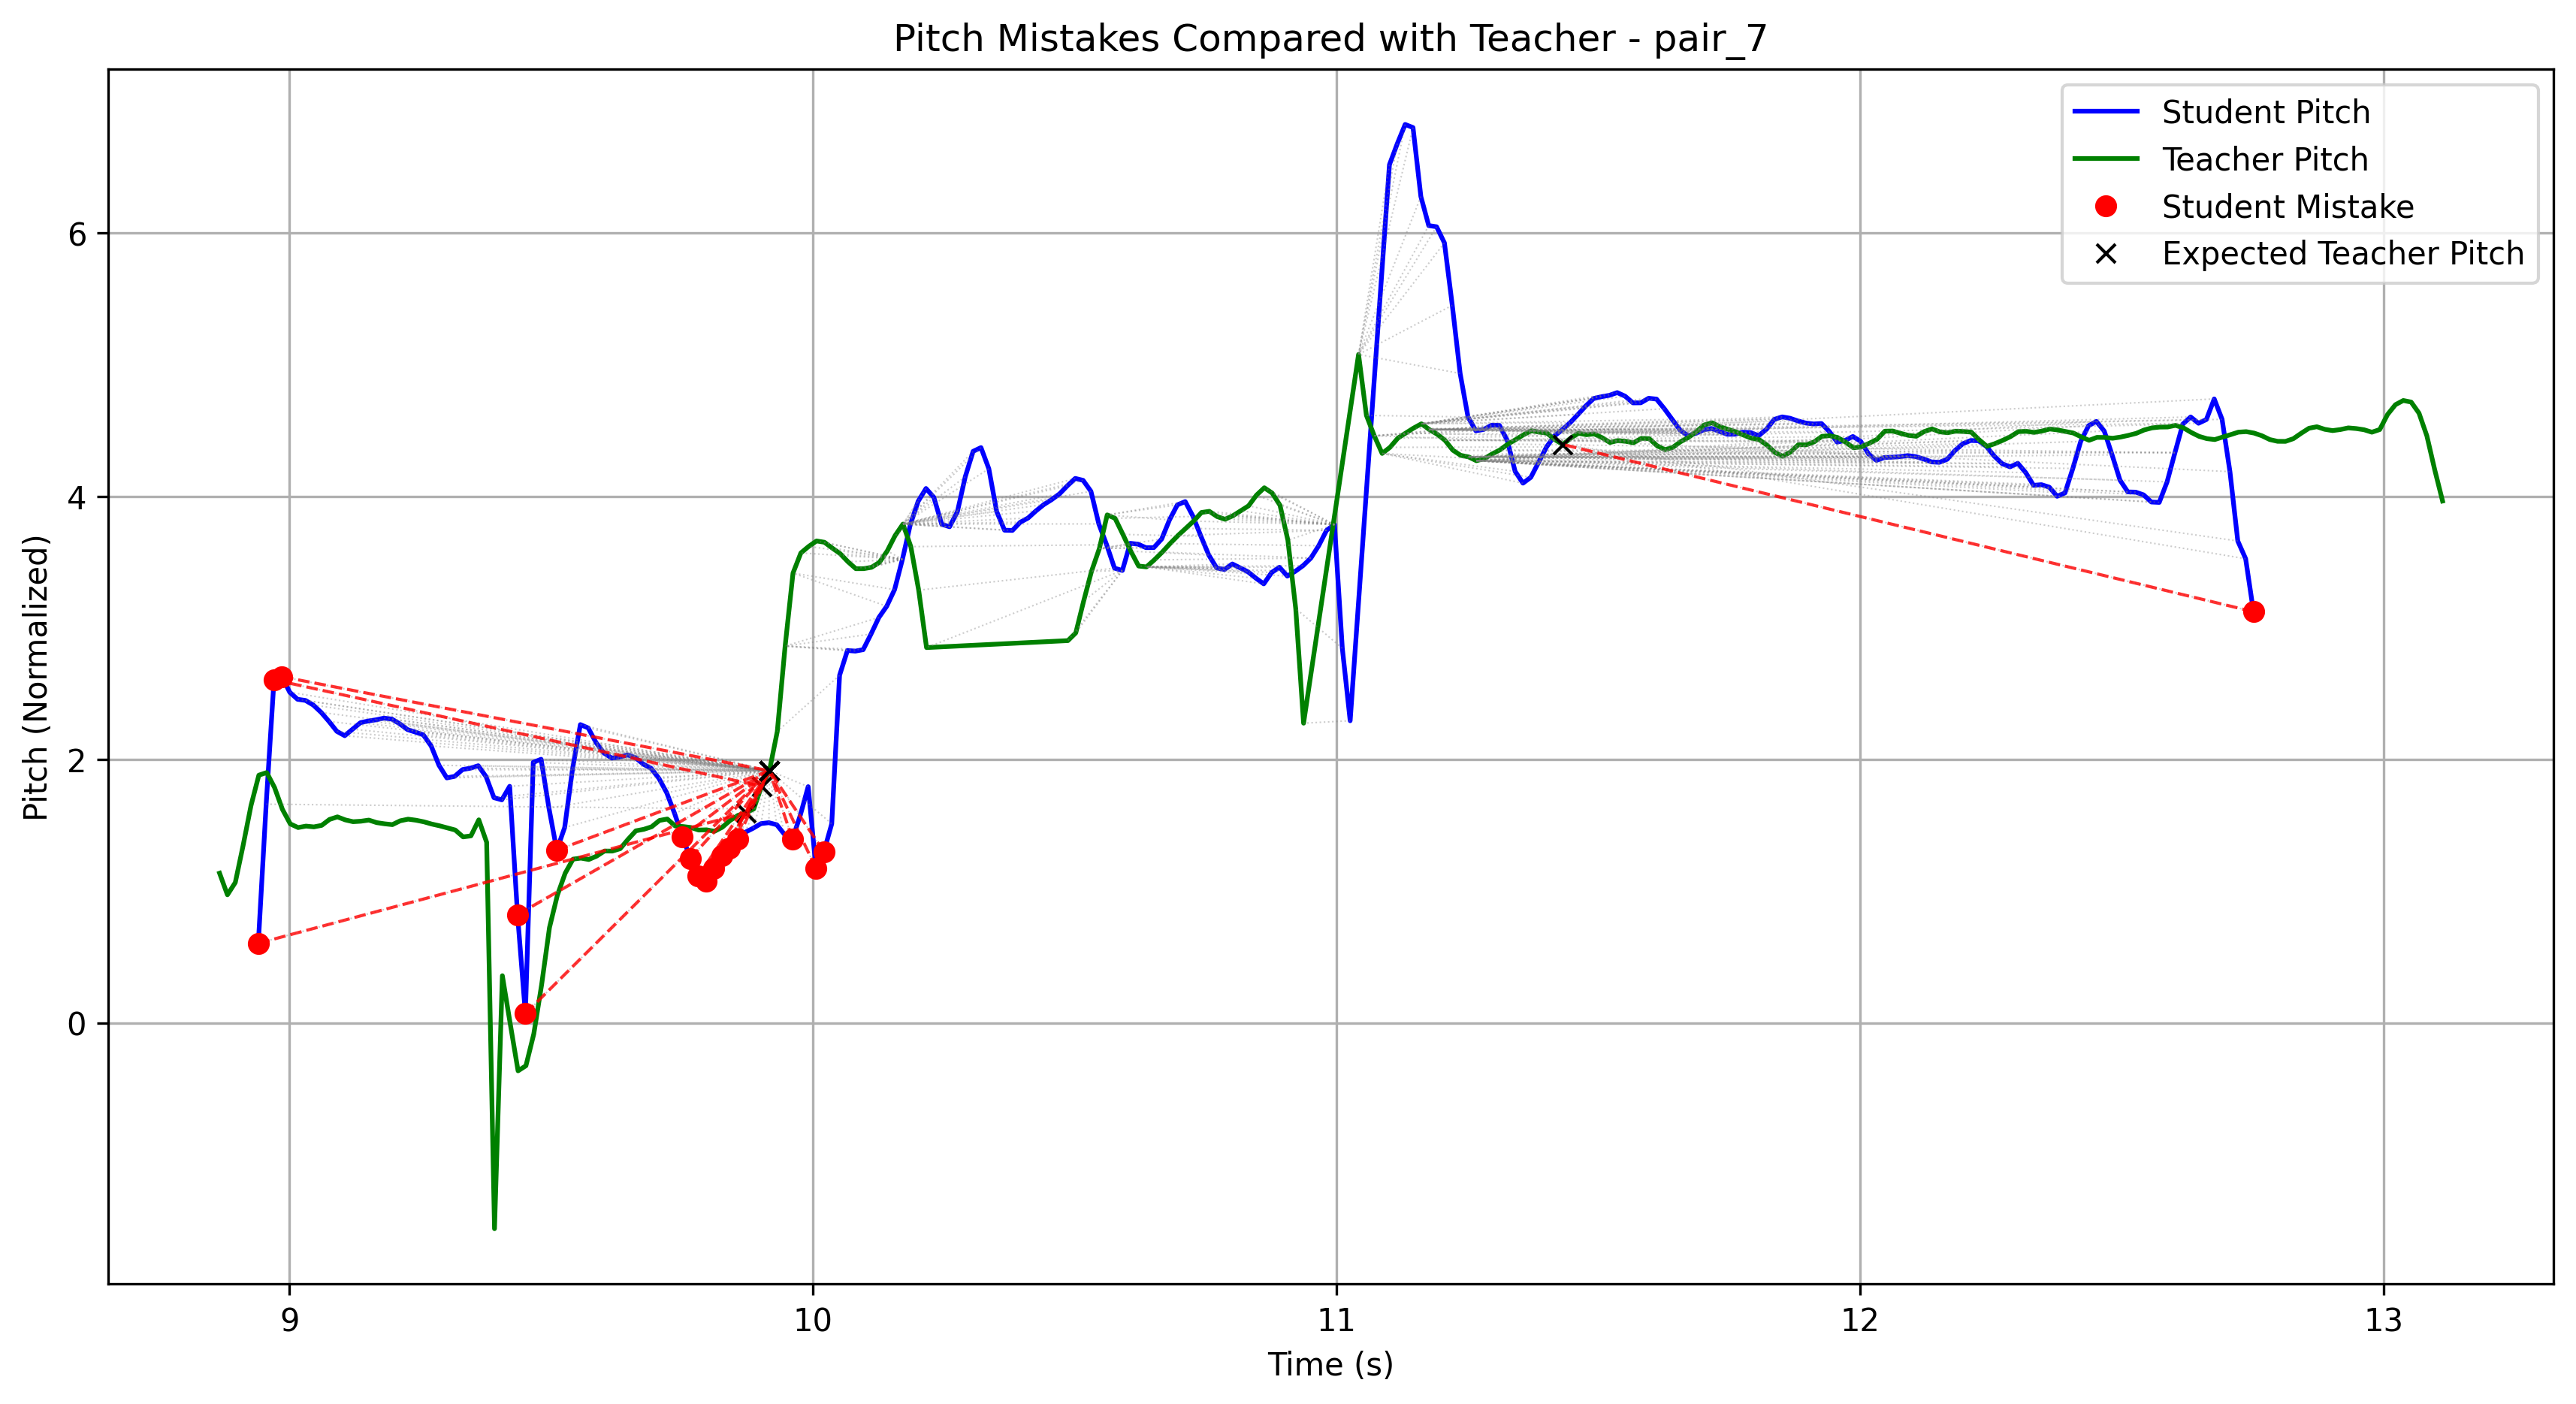 Pitch Mistakes Compared with Teacher - pair_7
Student Pitch
Teacher Pitch
Student Mistake
Expected Teacher Pitch
Pitch (Normalized)
6
4
2
0
9 10 11 12 13
Time (s)